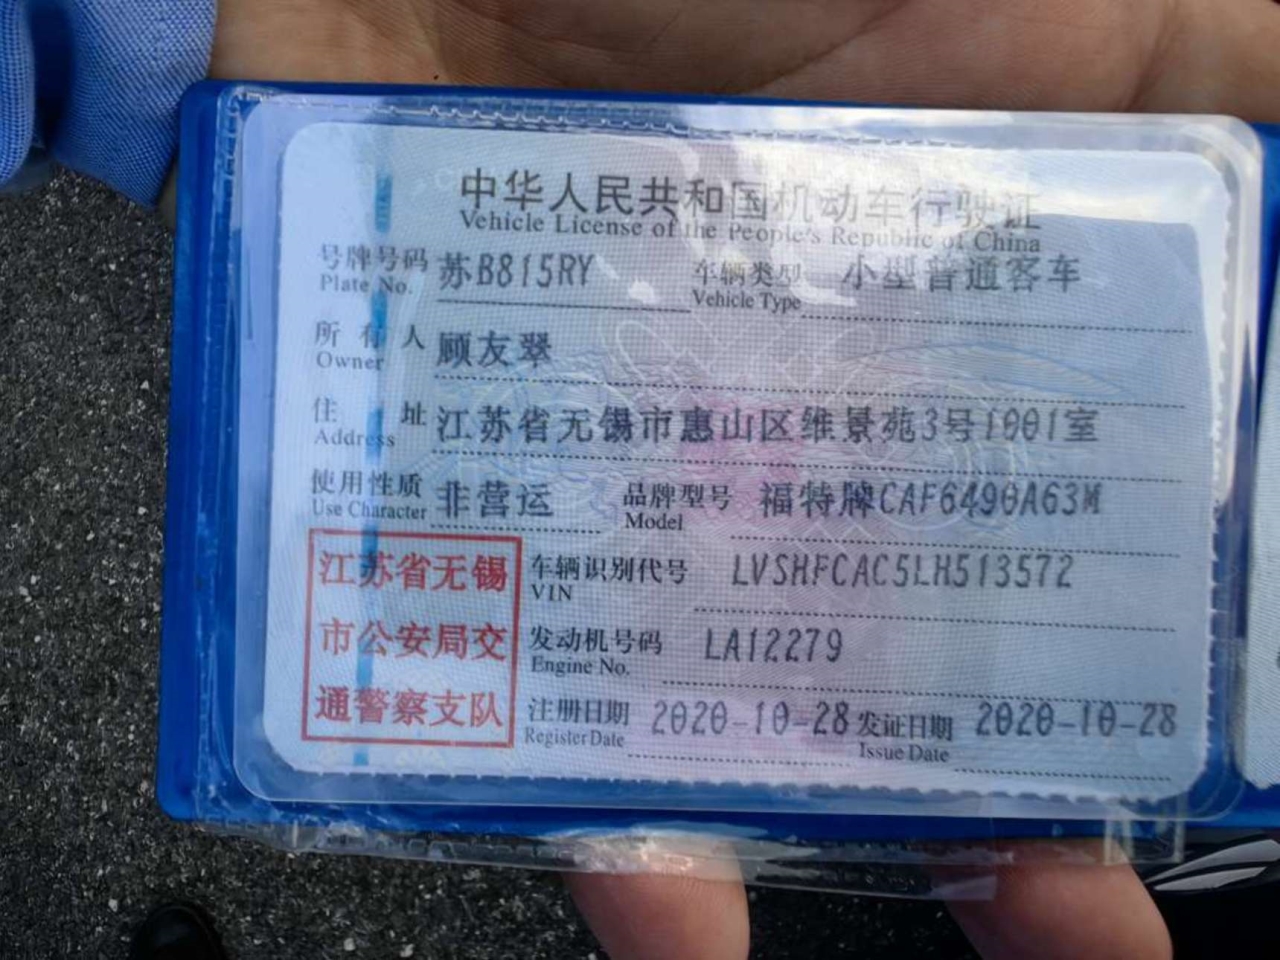 中华人民共和国机动车行驶证
Vehicle License of the People's Republic of China
号牌号码 苏B815RY 车辆类型 小型普通客车
Plate No. Vehicle Type
所有人 顾友翠
Owner
住址 江苏省无锡市惠山区维景苑3号1001室
Address
使用性质 非营运 品牌型号 福特牌CAF6490A63M
Use Character Model
江苏省无锡
市公安局交
通警察支队
车辆识别代号 LVSHFCAC5LH513572
VIN
发动机号码 LA12279
Engine No.
注册日期 2020-10-28 发证日期 2020-10-28
Register Date Issue Date